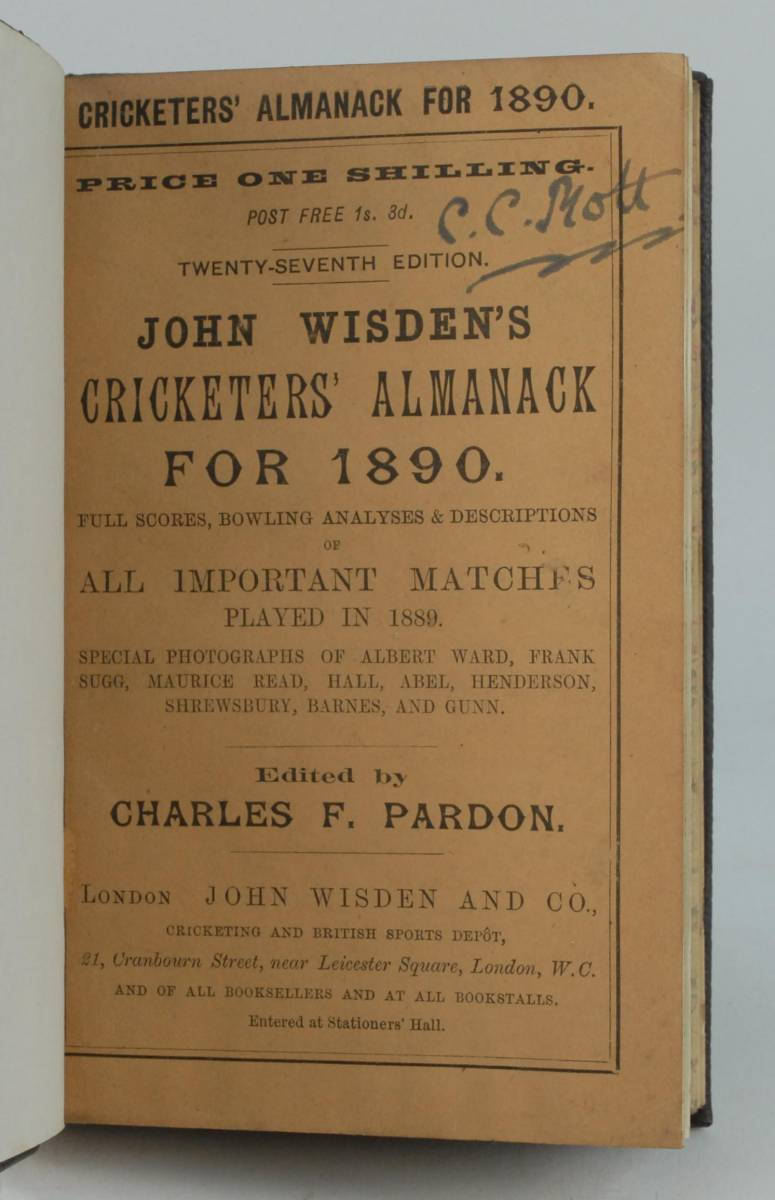 CRICKETERS' ALMANACK FOR 1890.
PRICE ONE SHILLING.
POST FREE 1s. 3d.
C. C. Mott
TWENTY-SEVENTH EDITION.
JOHN WISDEN'S
CRICKETERS' ALMANACK
FOR 1890.
FULL SCORES, BOWLING ANALYSES & DESCRIPTIONS
OF
ALL IMPORTANT MATCHES
PLAYED IN 1889.
SPECIAL PHOTOGRAPHS OF ALBERT WARD, FRANK
SUGG, MAURICE READ, HALL, ABEL, HENDERSON,
SHREWSBURY, BARNES, AND GUNN.
Edited by
CHARLES F. PARDON.
LONDON JOHN WISDEN AND CO.,
CRICKETING AND BRITISH SPORTS DEPÔT,
21, Cranbourn Street, near Leicester Square, London, W.C.
AND OF ALL BOOKSELLERS AND AT ALL BOOKSTALLS.
Entered at Stationers' Hall.